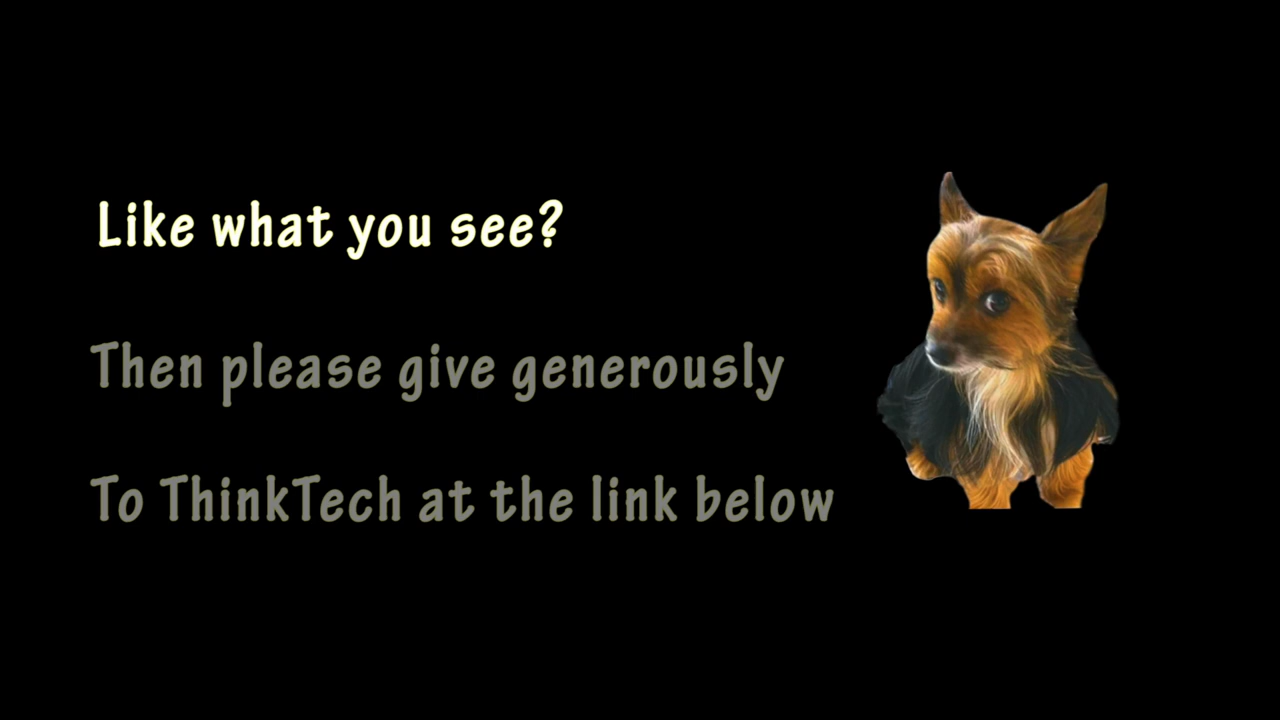 Like what you see?
Then please give generously
To ThinkTech at the link below